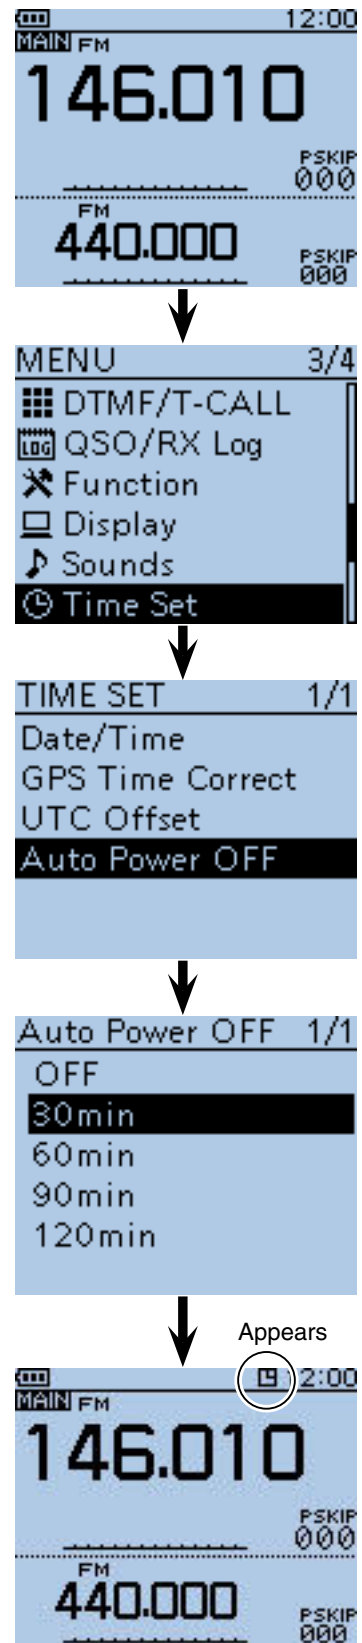 12:00
MAIN FM
146.010
PSKIP
000
FM
440.000
PSKIP
000
MENU 3/4
DTMF/T-CALL
LOG QSO/RX Log
Function
Display
Sounds
Time Set
TIME SET 1/1
Date/Time
GPS Time Correct
UTC Offset
Auto Power OFF
Auto Power OFF 1/1
OFF
30min
60min
90min
120min
Appears
12:00
MAIN FM
146.010
PSKIP
000
FM
440.000
PSKIP
000